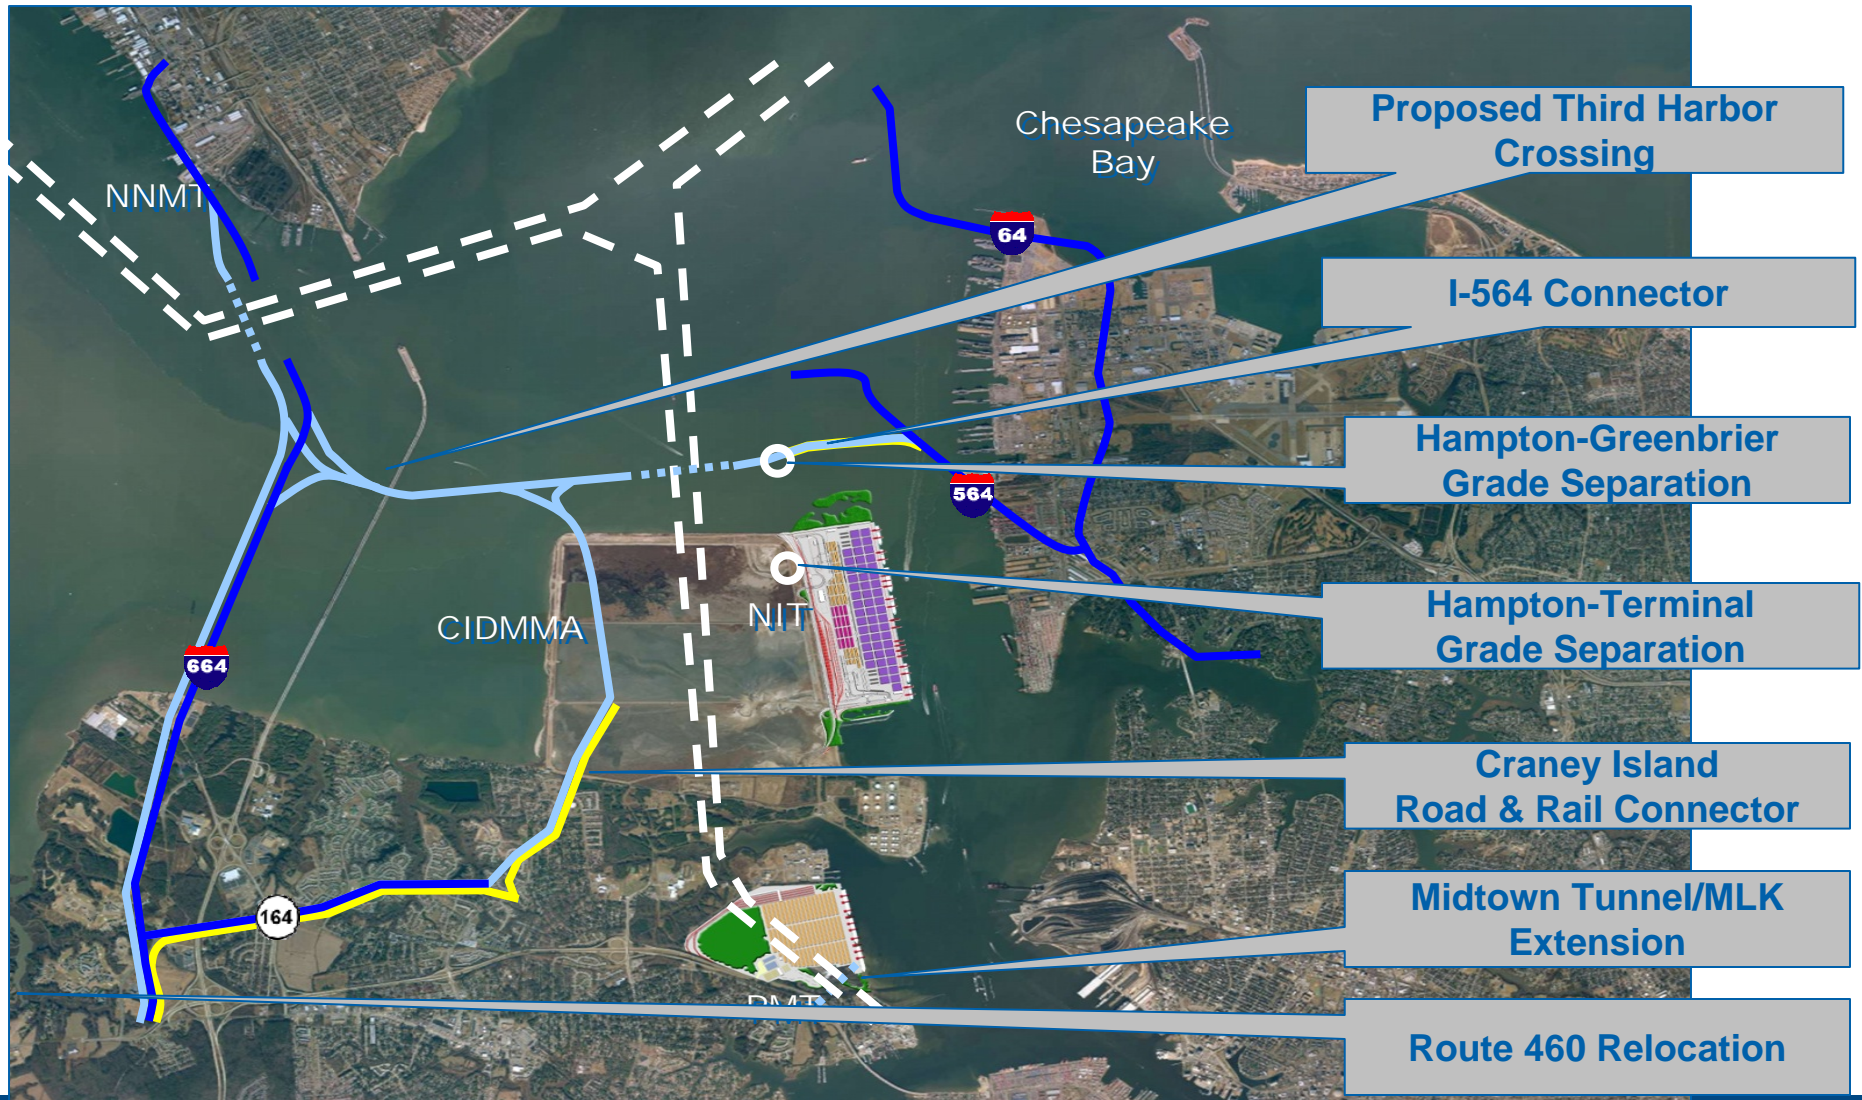 Proposed Third Harbor
Crossing
Chesapeake
Bay
NNMT
64
I-564 Connector
Hampton-Greenbrier
Grade Separation
564
Hampton-Terminal
Grade Separation
NIT
CIDMMA
664
Craney Island
Road & Rail Connector
Midtown Tunnel/MLK
Extension
164
PMT
Route 460 Relocation